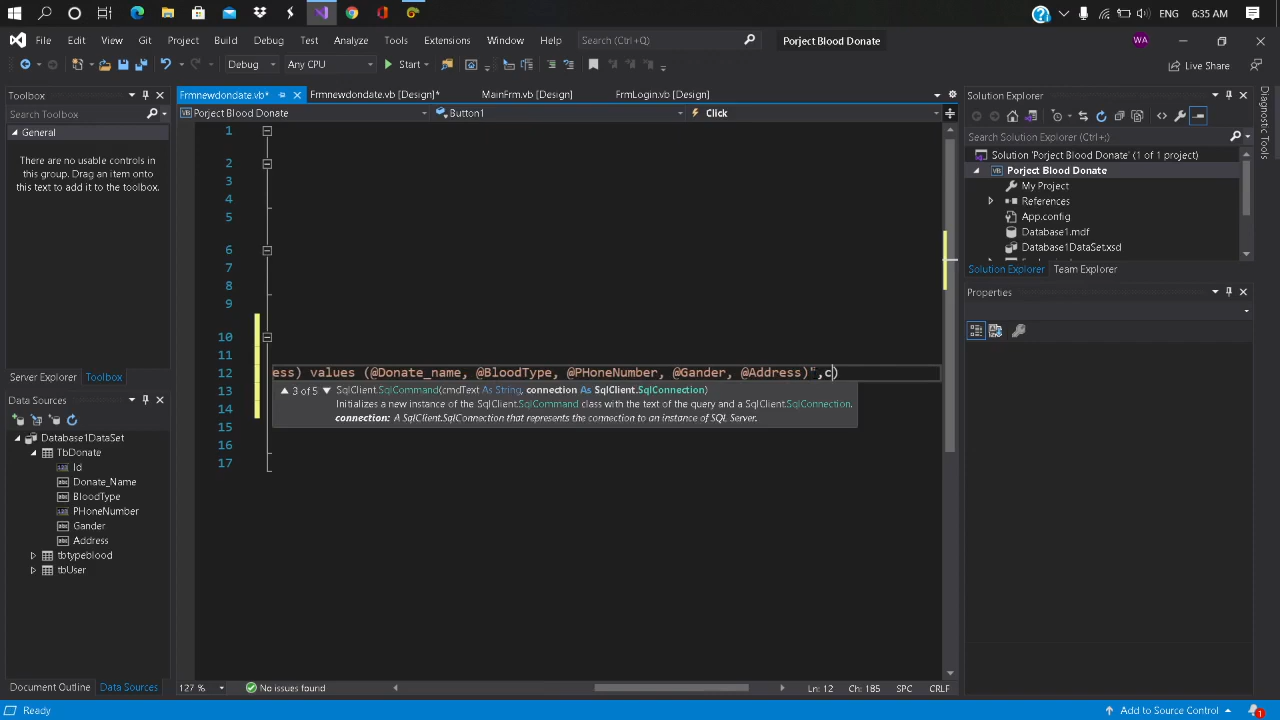 ENG 6:35 AM
File Edit View Git Project Build Debug Test Analyze Tools Extensions Window Help Search (Ctrl+Q) Porject Blood Donate WA
Debug Any CPU Start Live Share
Toolbox
Search Toolbox
General
There are no usable controls in
this group. Drag an item onto
this text to add it to the toolbox.
Server Explorer Toolbox
Data Sources
Database1DataSet
TbDonate
Id
Donate_Name
BloodType
PHoneNumber
Gander
Address
tbtypeblood
tbUser
Document Outline Data Sources
Frmnewdondate.vb* Frmnewdondate.vb [Design]* MainFrm.vb [Design] FrmLogin.vb [Design]
Porject Blood Donate Button1 Click
1
2
3
4
5
6
7
8
9
10
11
12 ess) values (@Donate_name, @BloodType, @PHoneNumber, @Gander, @Address)",c)
13
14
15
16
17
3 of 5 SqlClient.SqlCommand(cmdText As String, connection As SqlClient.SqlConnection)
Initializes a new instance of the SqlClient.SqlCommand class with the text of the query and a SqlClient.SqlConnection.
connection: A SqlClient.SqlConnection that represents the connection to an instance of SQL Server.
127 % No issues found Ln: 12 Ch: 185 SPC CRLF
Solution Explorer
Search Solution Explorer (Ctrl+;)
Solution 'Porject Blood Donate' (1 of 1 project)
Porject Blood Donate
My Project
References
App.config
Database1.mdf
Database1DataSet.xsd
Solution Explorer Team Explorer
Properties
Diagnostic Tools
Ready Add to Source Control 1